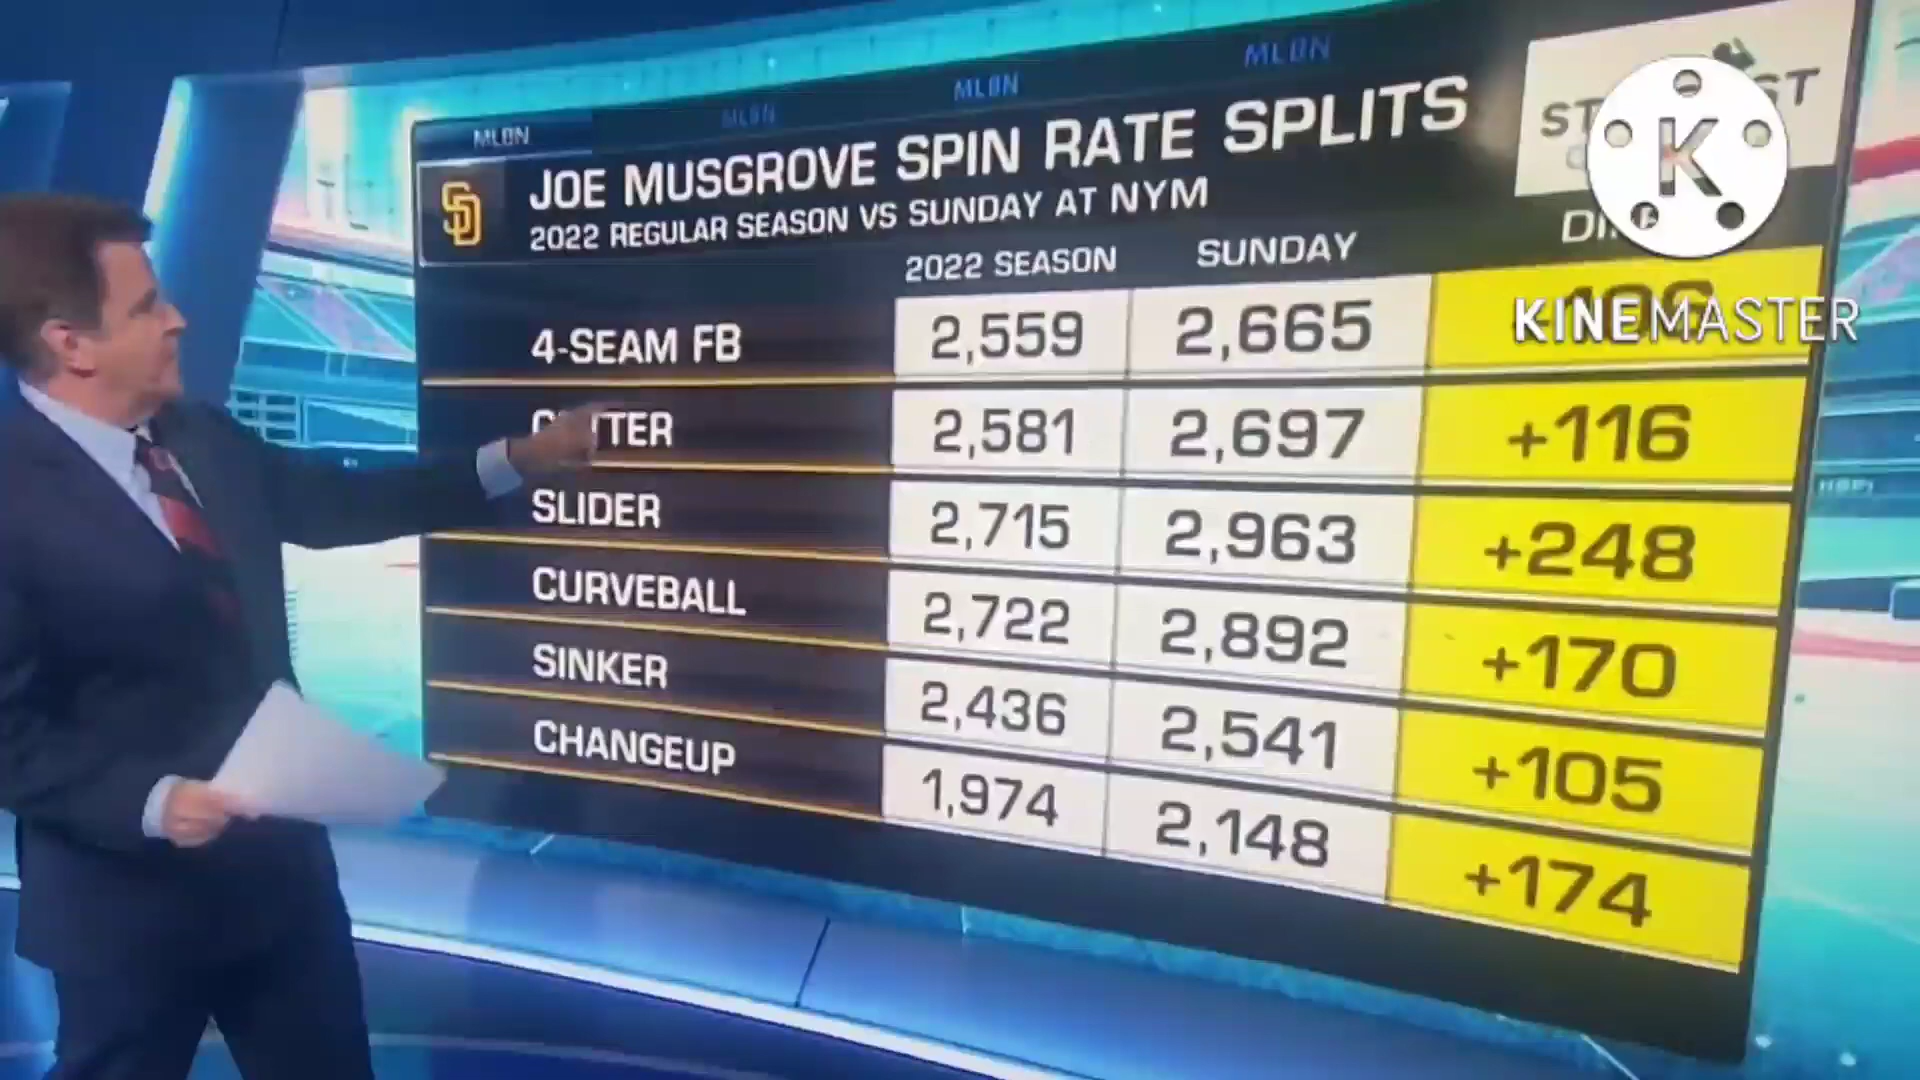 MLBN
MLBN
MLBN
MLBN
JOE MUSGROVE SPIN RATE SPLITS
2022 REGULAR SEASON VS SUNDAY AT NYM
SD
K
KINEMASTER
2022 SEASON SUNDAY
4-SEAM FB 2,559 2,665
2,581 2,697 +116
SLIDER 2,715 2,963 +248
CURVEBALL 2,722 2,892 +170
SINKER 2,436 2,541 +105
CHANGEUP 1,974 2,148 +174